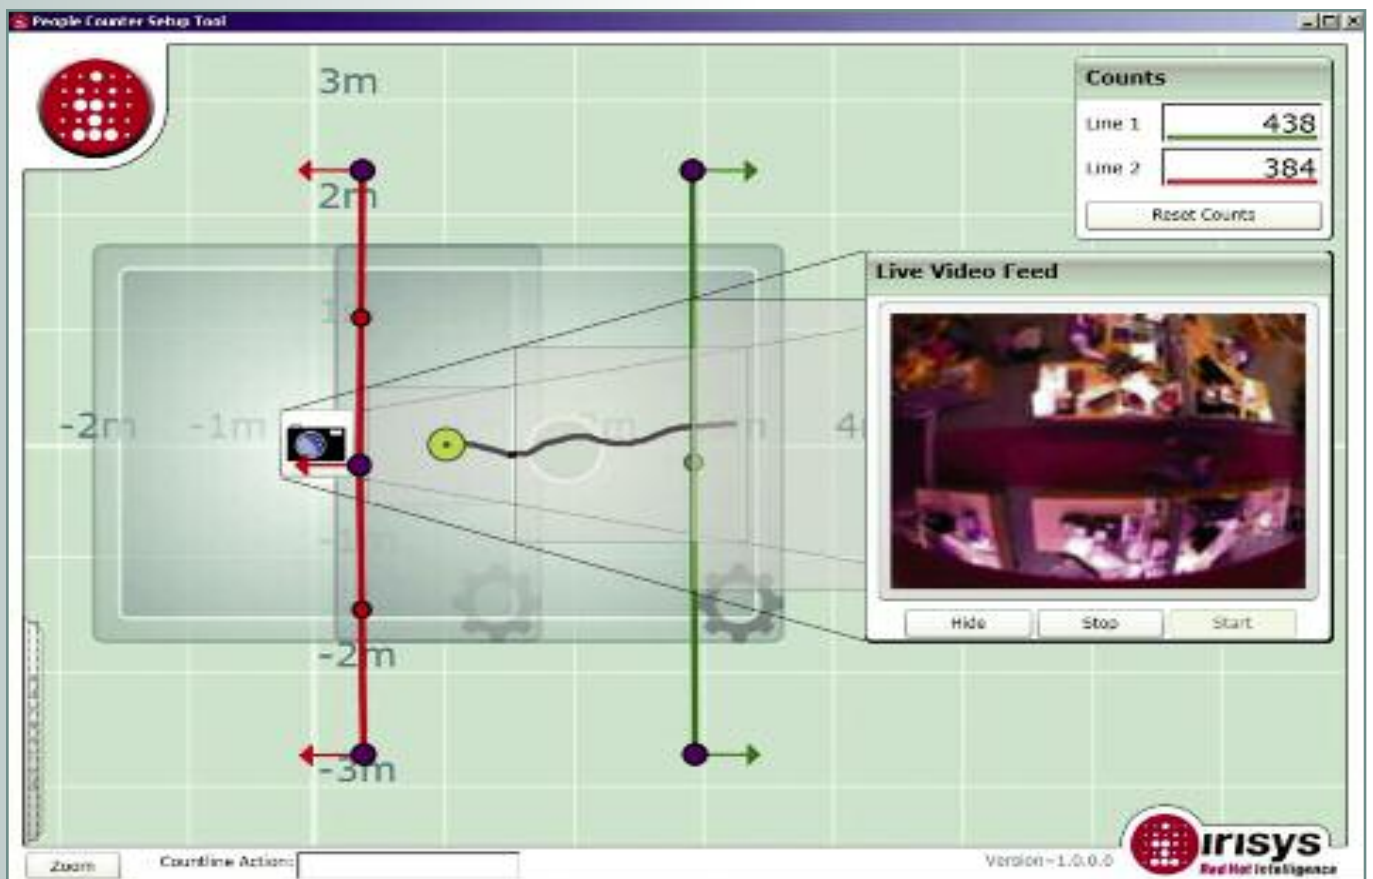 People Counter Setup Tool
3m
Counts
Line 1
438
Line 2
384
2m
Reset Counts
Live Video Feed
-2m
-1m
Hide
Stop
Start
-2m
-3m
Zoom
Countline Action:
Version-1.0.0.0
irisys
Red Hot Intelligence